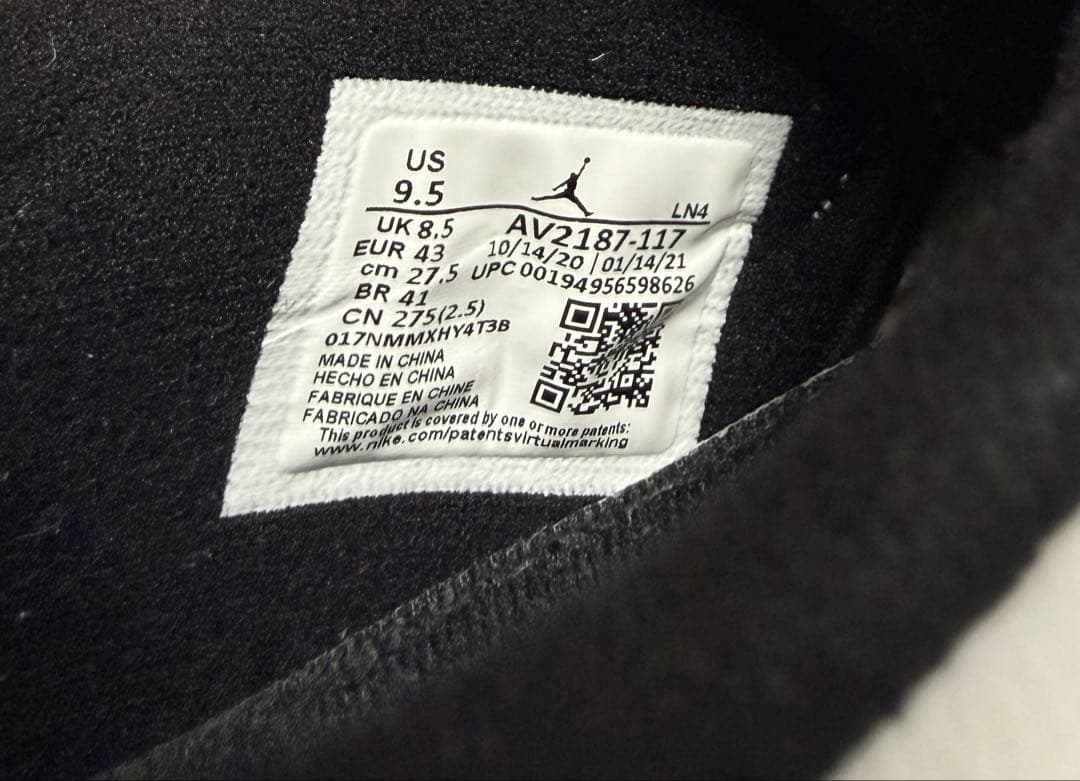 US
9.5
UK 8.5
EUR 43
cm 27.5
BR 41
CN 275(2.5)
LN4
AV2187-117
10/14/20 | 01/14/21
UPC 00194956598626
017NMMXHY4T3B
MADE IN CHINA
HECHO EN CHINA
FABRIQUE EN CHINE
FABRICADO NA CHINA
This product is covered by one or more patents:
www.nike.com/patentsvirtualmarking